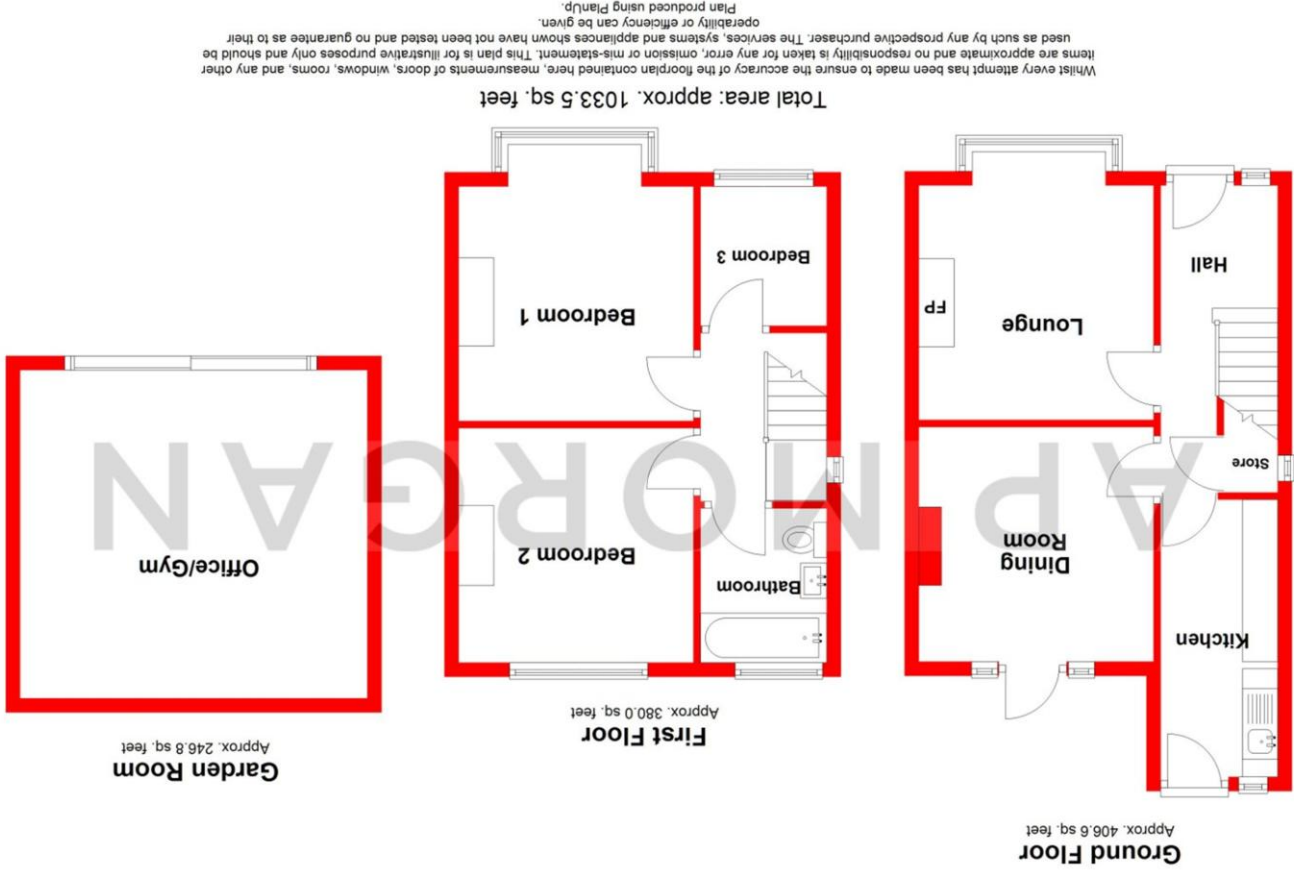 Ground Floor
Approx. 406.6 sq. feet
Kitchen
Dining
Room
Store
Lounge
FP
Hall
First Floor
Approx. 380.0 sq. feet
Bathroom
Bedroom 2
Bedroom 1
Bedroom 3
Garden Room
Approx. 246.8 sq. feet
Office/Gym
AP MORGAN
Total area: approx. 1033.5 sq. feet
Whilst every attempt has been made to ensure the accuracy of the floorplan contained here, measurements of doors, windows, rooms, and any other
items are approximate and no responsibility is taken for any error, omission or mis-statement. This plan is for illustrative purposes only and should be
used as such by any prospective purchaser. The services, systems and appliances shown have not been tested and no guarantee as to their
operability or efficiency can be given.
Plan produced using PlanUp.